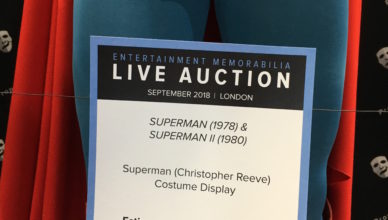 ENTERTAINMENT MEMORABILIA
LIVE AUCTION
SEPTEMBER 2018 | LONDON
SUPERMAN (1978) &
SUPERMAN II (1980)
Superman (Christopher Reeve)
Costume Display